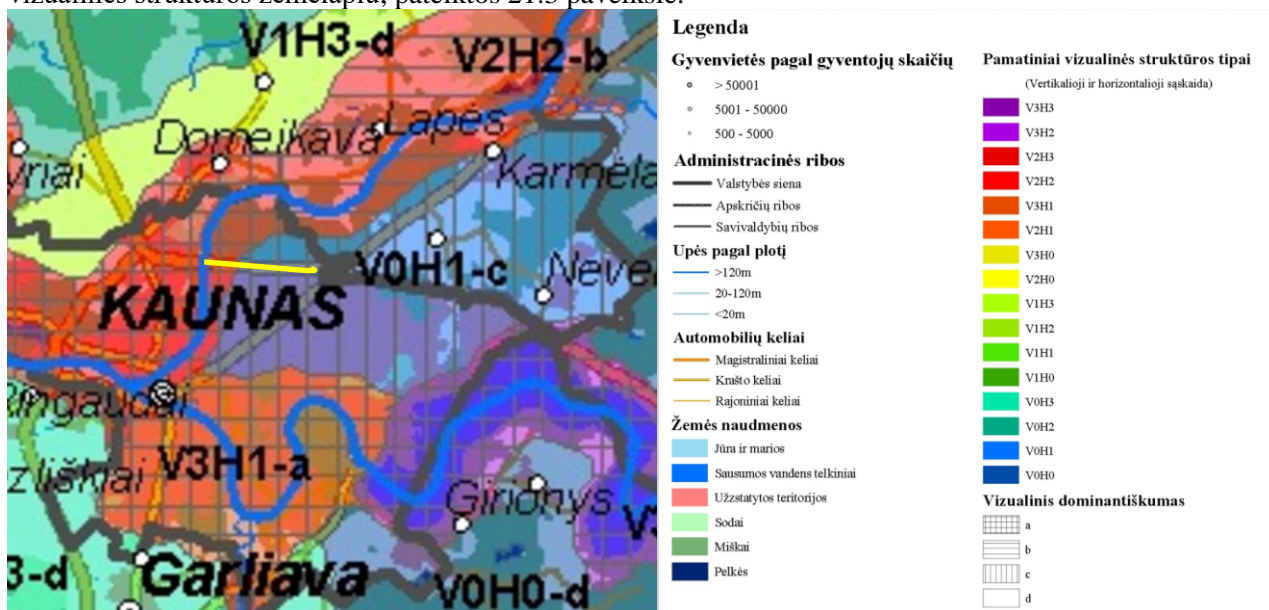 vizualinės struktūros žemėlapiu, pateiktos 21.3 paveiksle.
V1H3-d
V2H2-b
Domeikava
Lapės
yriai
Karmėla
V0H1-c
Neve
KAUNAS
Ringaudai
V3H1-a
zliškiai
Girionys
V3
3-d
Garliava
V0H0-d
Legenda
Gyvenvietės pagal gyventojų skaičių
> 50001
5001 - 50000
500 - 5000
Administracinės ribos
Valstybės siena
Apskričių ribos
Savivaldybių ribos
Upės pagal plotį
>120m
20-120m
<20m
Automobilių keliai
Magistraliniai keliai
Krašto keliai
Rajoniniai keliai
Žemės naudmenos
Jūra ir marios
Sausumos vandens telkiniai
Užstatytos teritorijos
Sodai
Miškai
Pelkės
Pamatiniai vizualinės struktūros tipai
(Vertikalioji ir horizontalioji sąskaida)
V3H3
V3H2
V2H3
V2H2
V3H1
V2H1
V3H0
V2H0
V1H3
V1H2
V1H1
V1H0
V0H3
V0H2
V0H1
V0H0
Vizualinis dominantiškumas
a
b
c
d